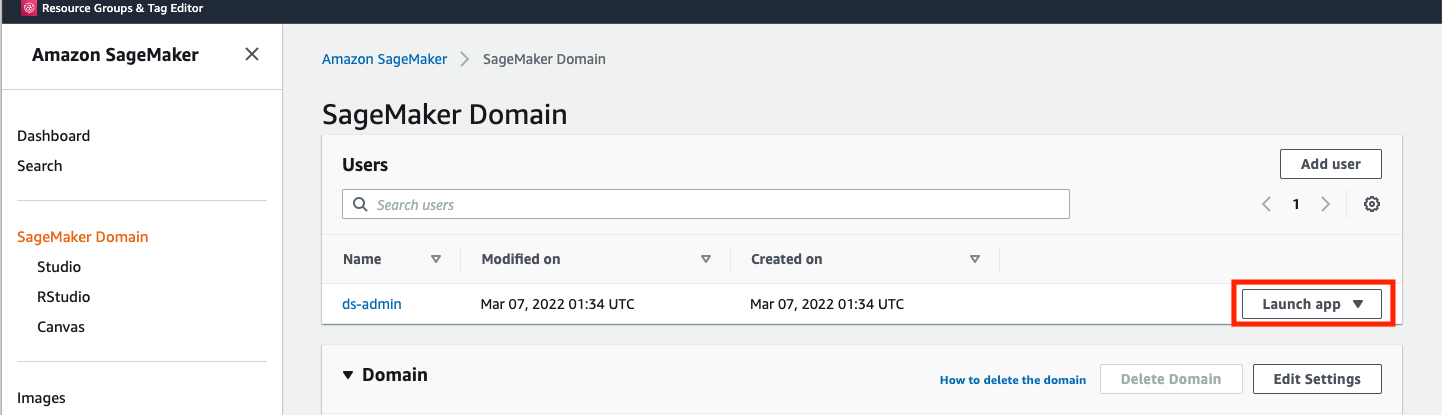 Resource Groups & Tag Editor
Amazon SageMaker
Dashboard
Search
SageMaker Domain
Studio
RStudio
Canvas
Images
Amazon SageMaker SageMaker Domain
SageMaker Domain
Users Add user
Search users 1
Name Modified on Created on
ds-admin Mar 07, 2022 01:34 UTC Mar 07, 2022 01:34 UTC Launch app
Domain How to delete the domain Delete Domain Edit Settings